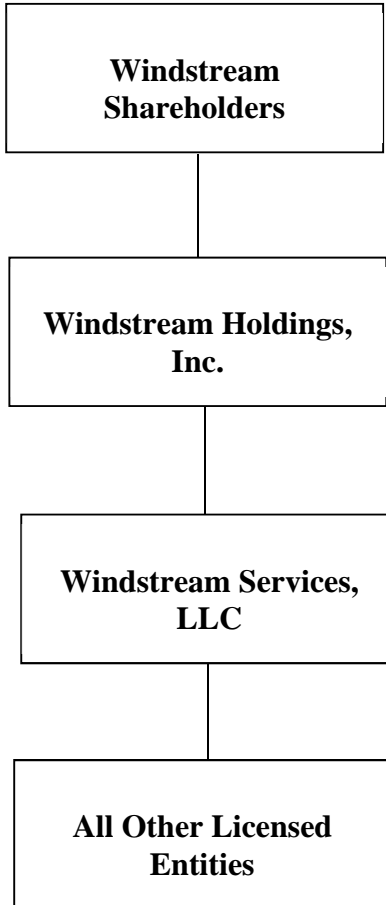 Windstream
Shareholders
Windstream Holdings,
Inc.
Windstream Services,
LLC
All Other Licensed
Entities